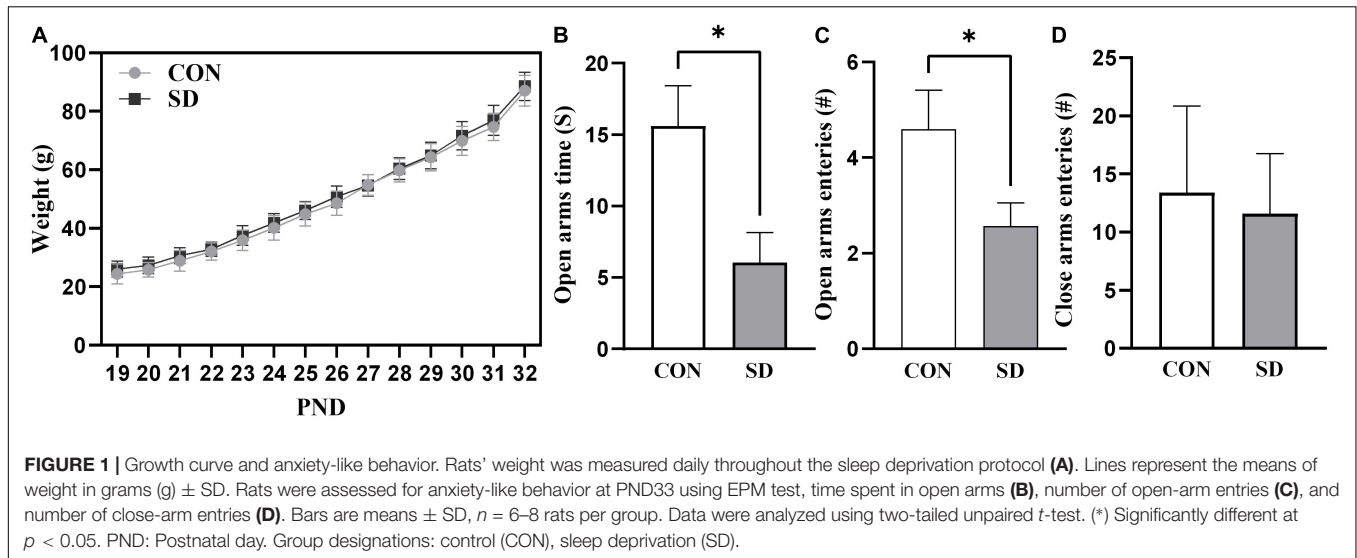 A
100
80
60
40
20
0
Weight (g)
CON
SD
19 20 21 22 23 24 25 26 27 28 29 30 31 32
PND
B
*
20
15
10
5
0
Open arms time (S)
CON SD
C
*
6
4
2
0
Open arms enteries (#)
CON SD
D
25
20
15
10
5
0
Close arms enteries (#)
CON SD
FIGURE 1 | Growth curve and anxiety-like behavior. Rats' weight was measured daily throughout the sleep deprivation protocol (A). Lines represent the means of
weight in grams (g) ± SD. Rats were assessed for anxiety-like behavior at PND33 using EPM test, time spent in open arms (B), number of open-arm entries (C), and
number of close-arm entries (D). Bars are means ± SD, n = 6–8 rats per group. Data were analyzed using two-tailed unpaired t-test. (*) Significantly different at
p < 0.05. PND: Postnatal day. Group designations: control (CON), sleep deprivation (SD).